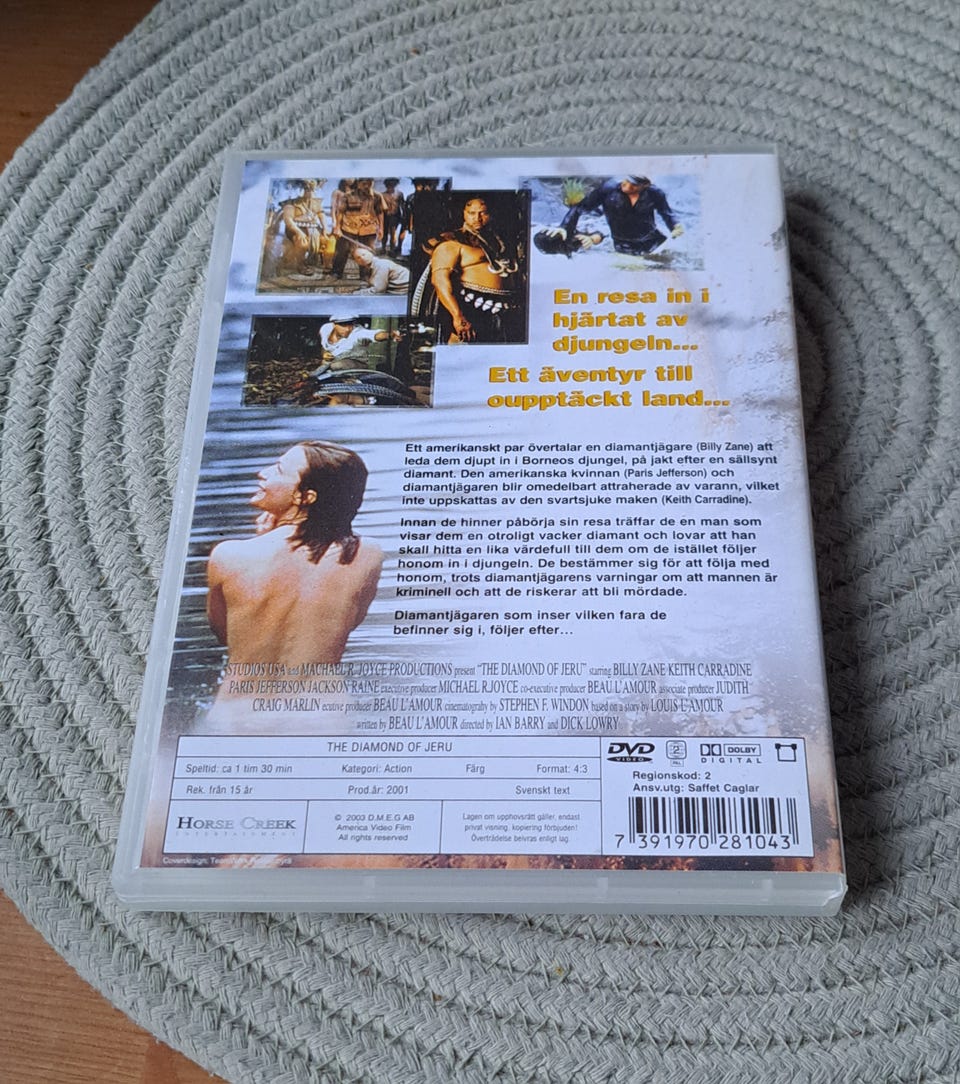 En resa in i
hjärtat av
djungeln...
Ett äventyr till
oupptäckt land...
Ett amerikanskt par övertalar en diamantjägare (Billy Zane) att
leda dem djupt in i Borneos djungel, på jakt efter en sällsynt
diamant. Den amerikanska kvinnan (Paris Jefferson) och
diamantjägaren blir omedelbart attraherade av varann, vilket
inte uppskattas av den svartsjuke maken (Keith Carradine).
Innan de hinner påbörja sin resa träffar de en man som
visar dem en otroligt vacker diamant och lovar att han
skall hitta en lika värdefull till dem om de istället följer
honom in i djungeln. De bestämmer sig för att följa med
honom, trots diamantjägarens varningar om att mannen är
kriminell och att de riskerar att bli mördade.
Diamantjägaren som inser vilken fara de
befinner sig i, följer efter...
STUDIOS USA and MACHAEL R. JOYCE PRODUCTIONS present "THE DIAMOND OF JERU" starring BILLY ZANE KEITH CARRADINE
PARIS JEFFERSON JACKSON RAINE executive producer MICHAEL R.JOYCE co-executive producer BEAU L'AMOUR associate producer JUDITH
CRAIG MARLIN ecutive producer BEAU L'AMOUR cinematograhy by STEPHEN F. WINDON based on a story by LOUIS L'AMOUR
written by BEAU L'AMOUR directed by IAN BARRY and DICK LOWRY
THE DIAMOND OF JERU
Speltid: ca 1 tim 30 min Kategori: Action Färg Format: 4:3
Rek. från 15 år Prod.år: 2001 Svenskt text
HORSE CREEK
ENTERTAINMENT
© 2003 D.M.E.G AB
America Video Film
All rights reserved
Lagen om upphovsrätt gäller, endast
privat visning, kopiering förbjuden!
Överträdelse beivras enligt lag.
DVD
VIDEO
2
PAL
DOLBY
DIGITAL
Regionskod: 2
Ansv.utg: Saffet Caglar
7 391970 281043
Coverdesign: